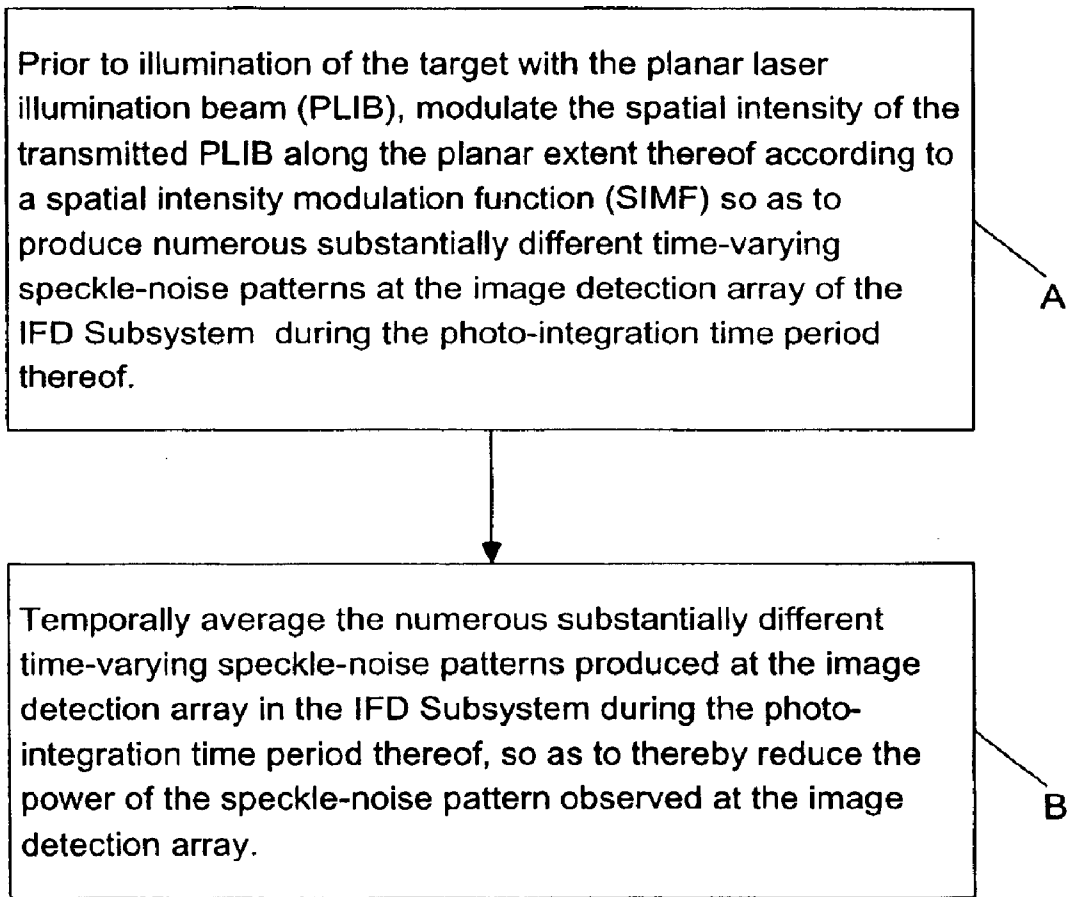 Prior to illumination of the target with the planar laser
illumination beam (PLIB), modulate the spatial intensity of the
transmitted PLIB along the planar extent thereof according to
a spatial intensity modulation function (SIMF) so as to
produce numerous substantially different time-varying
speckle-noise patterns at the image detection array of the
IFD Subsystem during the photo-integration time period
thereof.
A
Temporally average the numerous substantially different
time-varying speckle-noise patterns produced at the image
detection array in the IFD Subsystem during the photo-
integration time period thereof, so as to thereby reduce the
power of the speckle-noise pattern observed at the image
detection array.
B